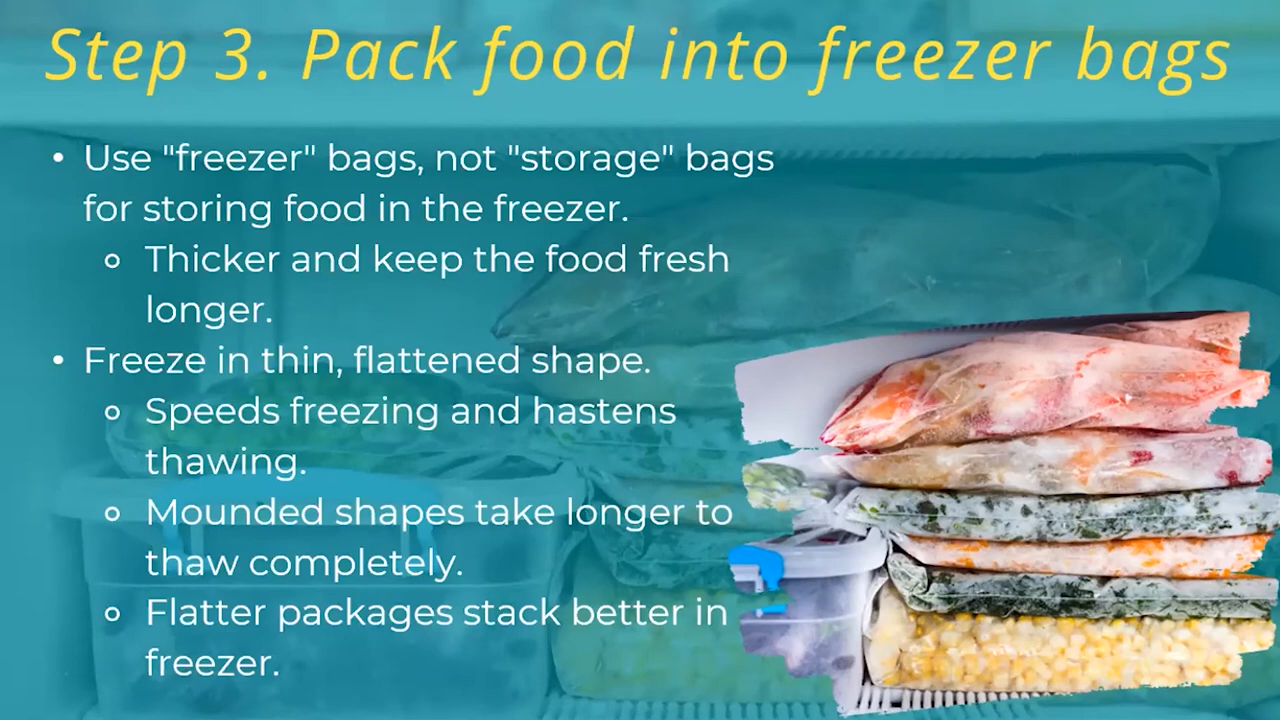 Step 3. Pack food into freezer bags
• Use "freezer" bags, not "storage" bags
for storing food in the freezer.
○ Thicker and keep the food fresh
longer.
• Freeze in thin, flattened shape.
○ Speeds freezing and hastens
thawing.
○ Mounded shapes take longer to
thaw completely.
○ Flatter packages stack better in
freezer.